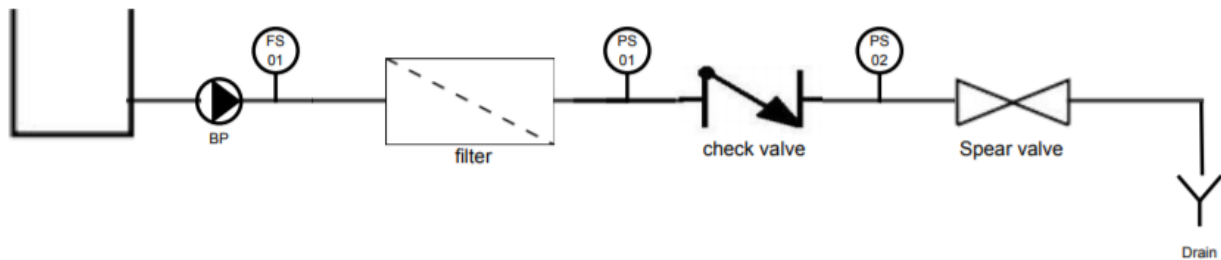 FS
01
BP
filter
PS
01
check valve
PS
02
Spear valve
Drain